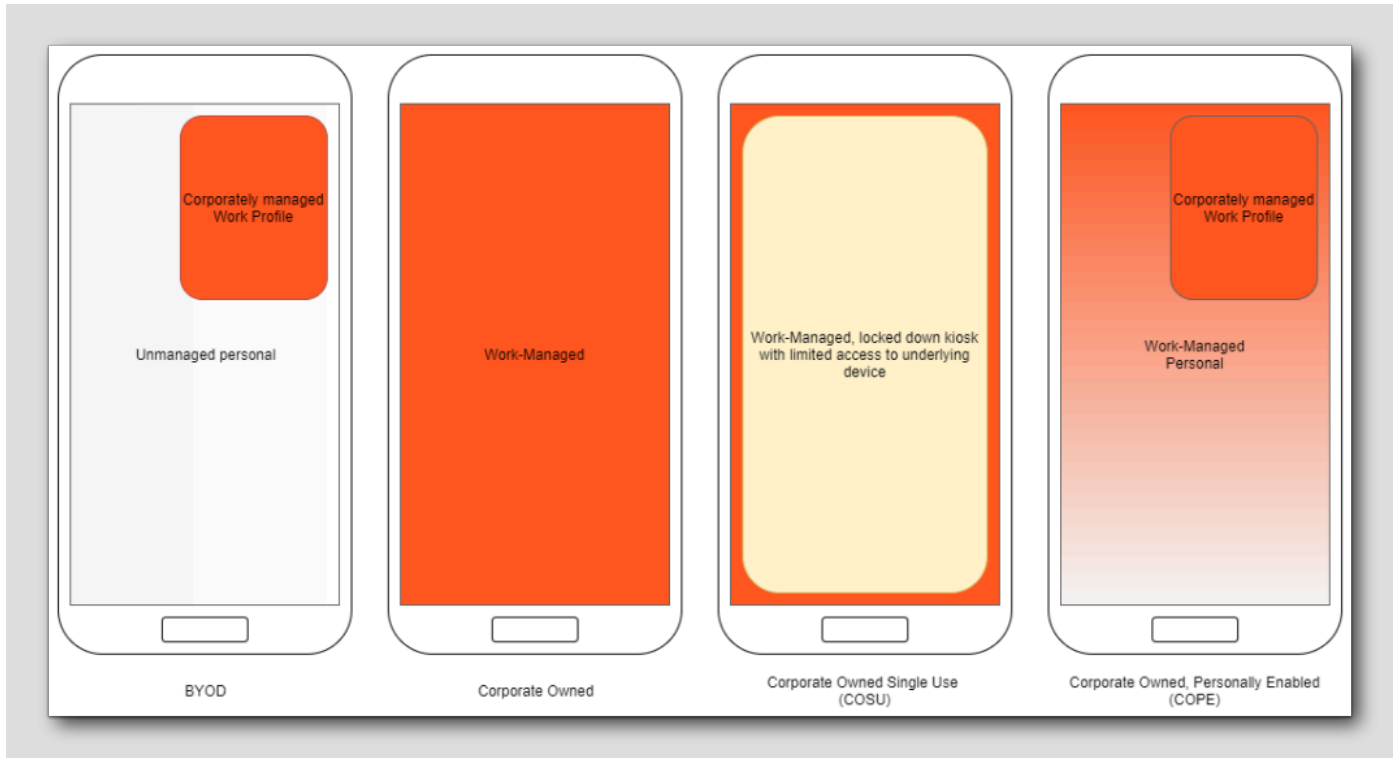 Corporately managed
Work Profile
Unmanaged personal
BYOD
Work-Managed
Corporate Owned
Work-Managed, locked down kiosk
with limited access to underlying
device
Corporate Owned Single Use
(COSU)
Corporately managed
Work Profile
Work-Managed
Personal
Corporate Owned, Personally Enabled
(COPE)